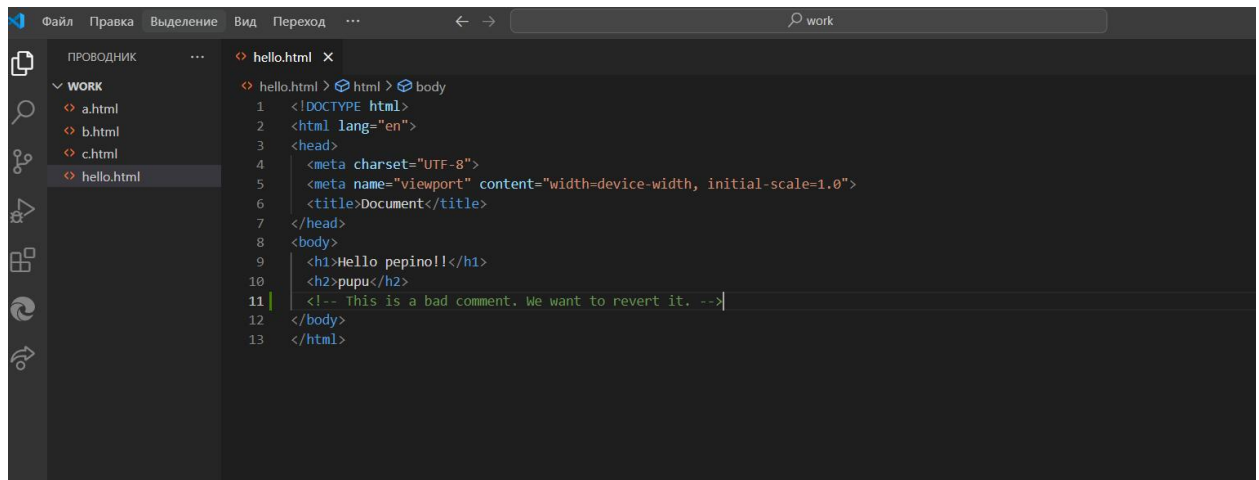 Файл Правка Выделение Вид Переход ··· ← → work
ПРОВОДНИК ···
WORK
a.html
b.html
c.html
hello.html
hello.html ×
hello.html > html > body
1 <!DOCTYPE html>
2 <html lang="en">
3 <head>
4 <meta charset="UTF-8">
5 <meta name="viewport" content="width=device-width, initial-scale=1.0">
6 <title>Document</title>
7 </head>
8 <body>
9 <h1>Hello pepino!!</h1>
10 <h2>pupu</h2>
11 <!-- This is a bad comment. We want to revert it. -->
12 </body>
13 </html>